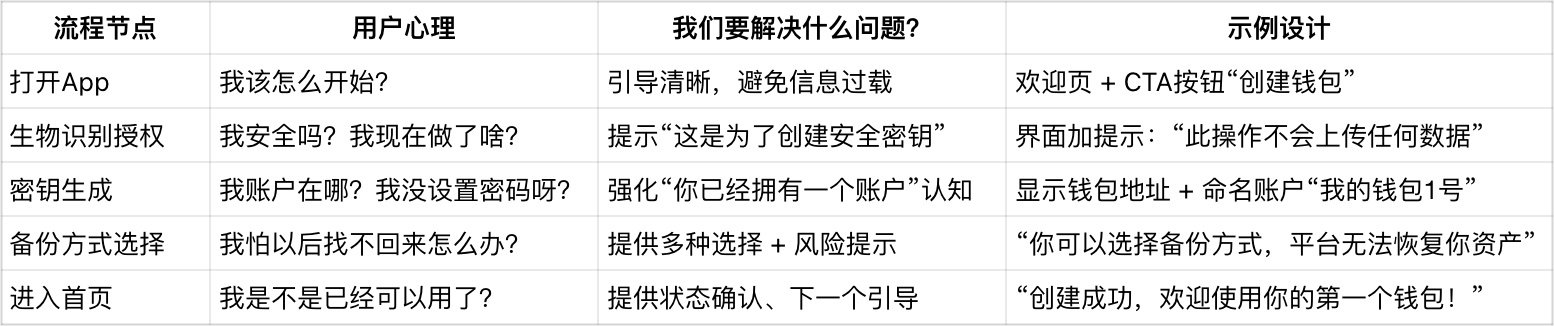 流程节点 用户心理 我们要解决什么问题？ 示例设计
打开App 我该怎么开始？ 引导清晰，避免信息过载 欢迎页 + CTA按钮“创建钱包”
生物识别授权 我安全吗？我现在做了啥？ 提示“这是为了创建安全密钥” 界面加提示：“此操作不会上传任何数据”
密钥生成 我账户在哪？我没设置密码呀？ 强化“你已经拥有一个账户”认知 显示钱包地址 + 命名账户“我的钱包1号”
备份方式选择 我怕以后找不回来怎么办？ 提供多种选择 + 风险提示 “你可以选择备份方式，平台无法恢复你资产”
进入首页 我是不是已经可以用了？ 提供状态确认、下一个引导 “创建成功，欢迎使用你的第一个钱包！”